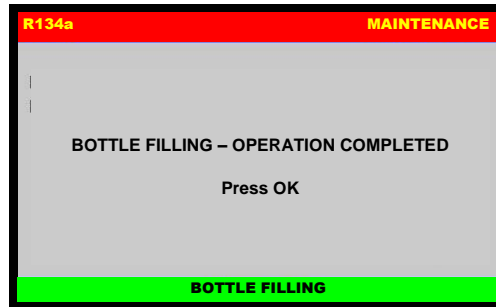 R134a MAINTENANCE
BOTTLE FILLING – OPERATION COMPLETED
Press OK
BOTTLE FILLING